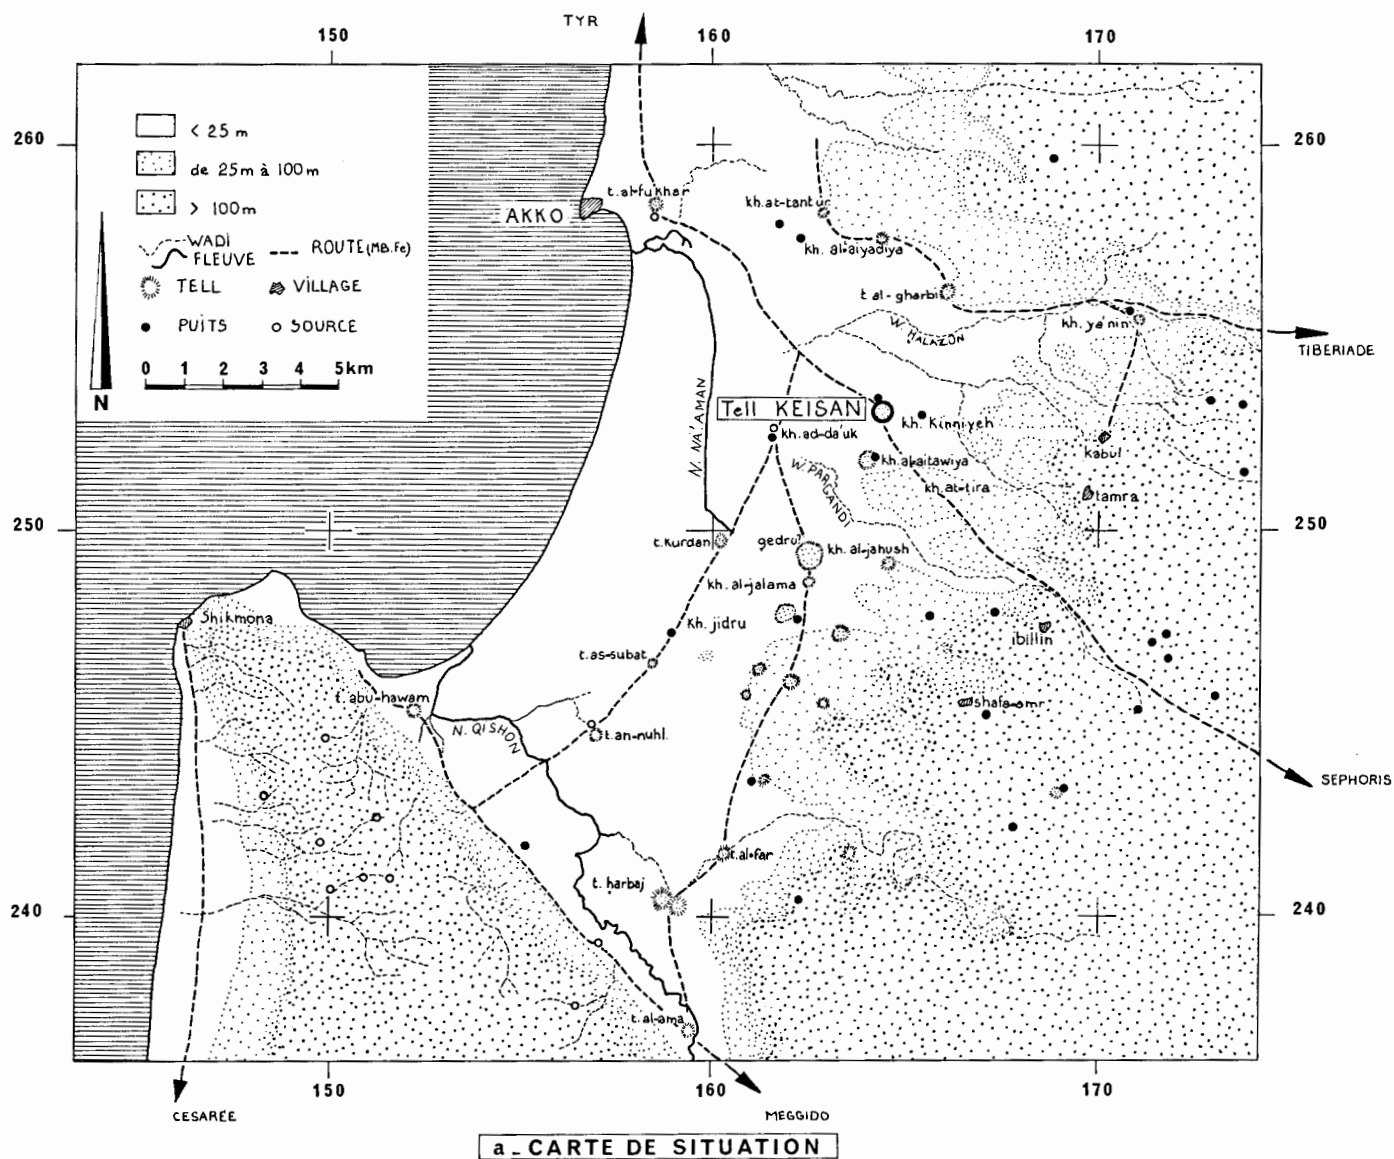 TYR
150
160
170
260
< 25 m
de 25m à 100m
> 100m
WADI
FLEUVE
ROUTE (MB.Fe)
TELL
VILLAGE
PUITS
SOURCE
0 1 2 3 4 5km
N
260
t.al-fukhar
AKKO
kh.at-tantur
kh. al-aiyadiya
t.al-gharbi
W. HALAZON
kh. ya'nin
TIBERIADE
N. NA'AMAN
Tell KEISAN
kh. Kinniyeh
kh.ad-da'uk
kabul
kh.al-aitawiya
W. PARGANDI
kh.at-tira
tamra
250
250
t.Kurdan
gedru
kh. al-jahush
kh. al-jalama
Shikmona
Kh. jidru
ibillin
t.as-subat
t.abu-hawam
shafa-amr
N. QISHON
t.an-nuhl.
SEPHORIS
t.al-far
t. harbaj
240
240
t.al-ama
150
160
170
CESARÉE
MEGGIDO
a_ CARTE DE SITUATION